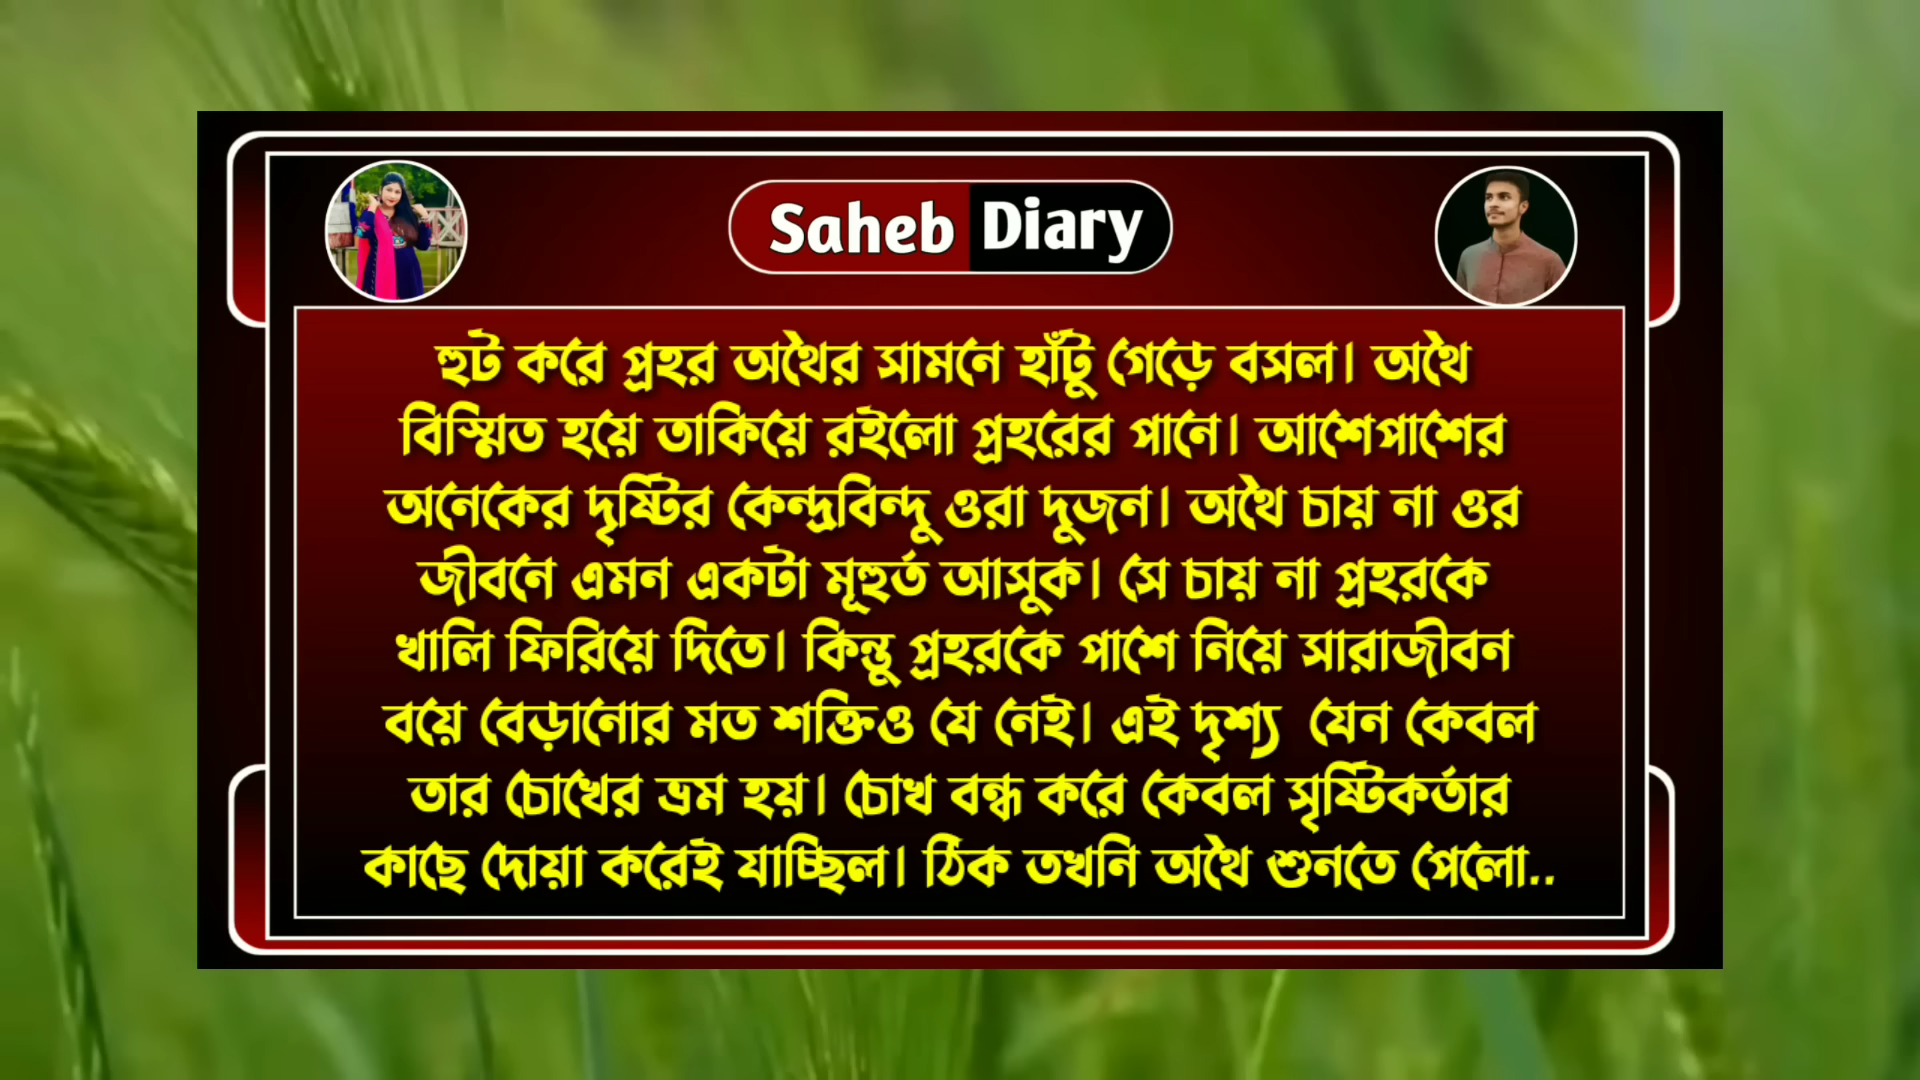 Saheb Diary
হুট করে প্রহর অথৈর সামনে হাঁটু গেড়ে বসল। অথৈ
বিস্মিত হয়ে তাকিয়ে রইলো প্রহরের পানে। আশেপাশের
অনেকের দৃষ্টির কেন্দ্রবিন্দু ওরা দুজন। অথৈ চায় না ওর
জীবনে এমন একটা মূহুর্ত আসুক। সে চায় না প্রহরকে
খালি ফিরিয়ে দিতে। কিন্তু প্রহরকে পাশে নিয়ে সারাজীবন
বয়ে বেড়ানোর মত শক্তিও যে নেই। এই দৃশ্য যেন কেবল
তার চোখের ভ্রম হয়। চোখ বন্ধ করে কেবল সৃষ্টিকর্তার
কাছে দোয়া করেই যাচ্ছিল। ঠিক তখনি অথৈ শুনতে পেলো..